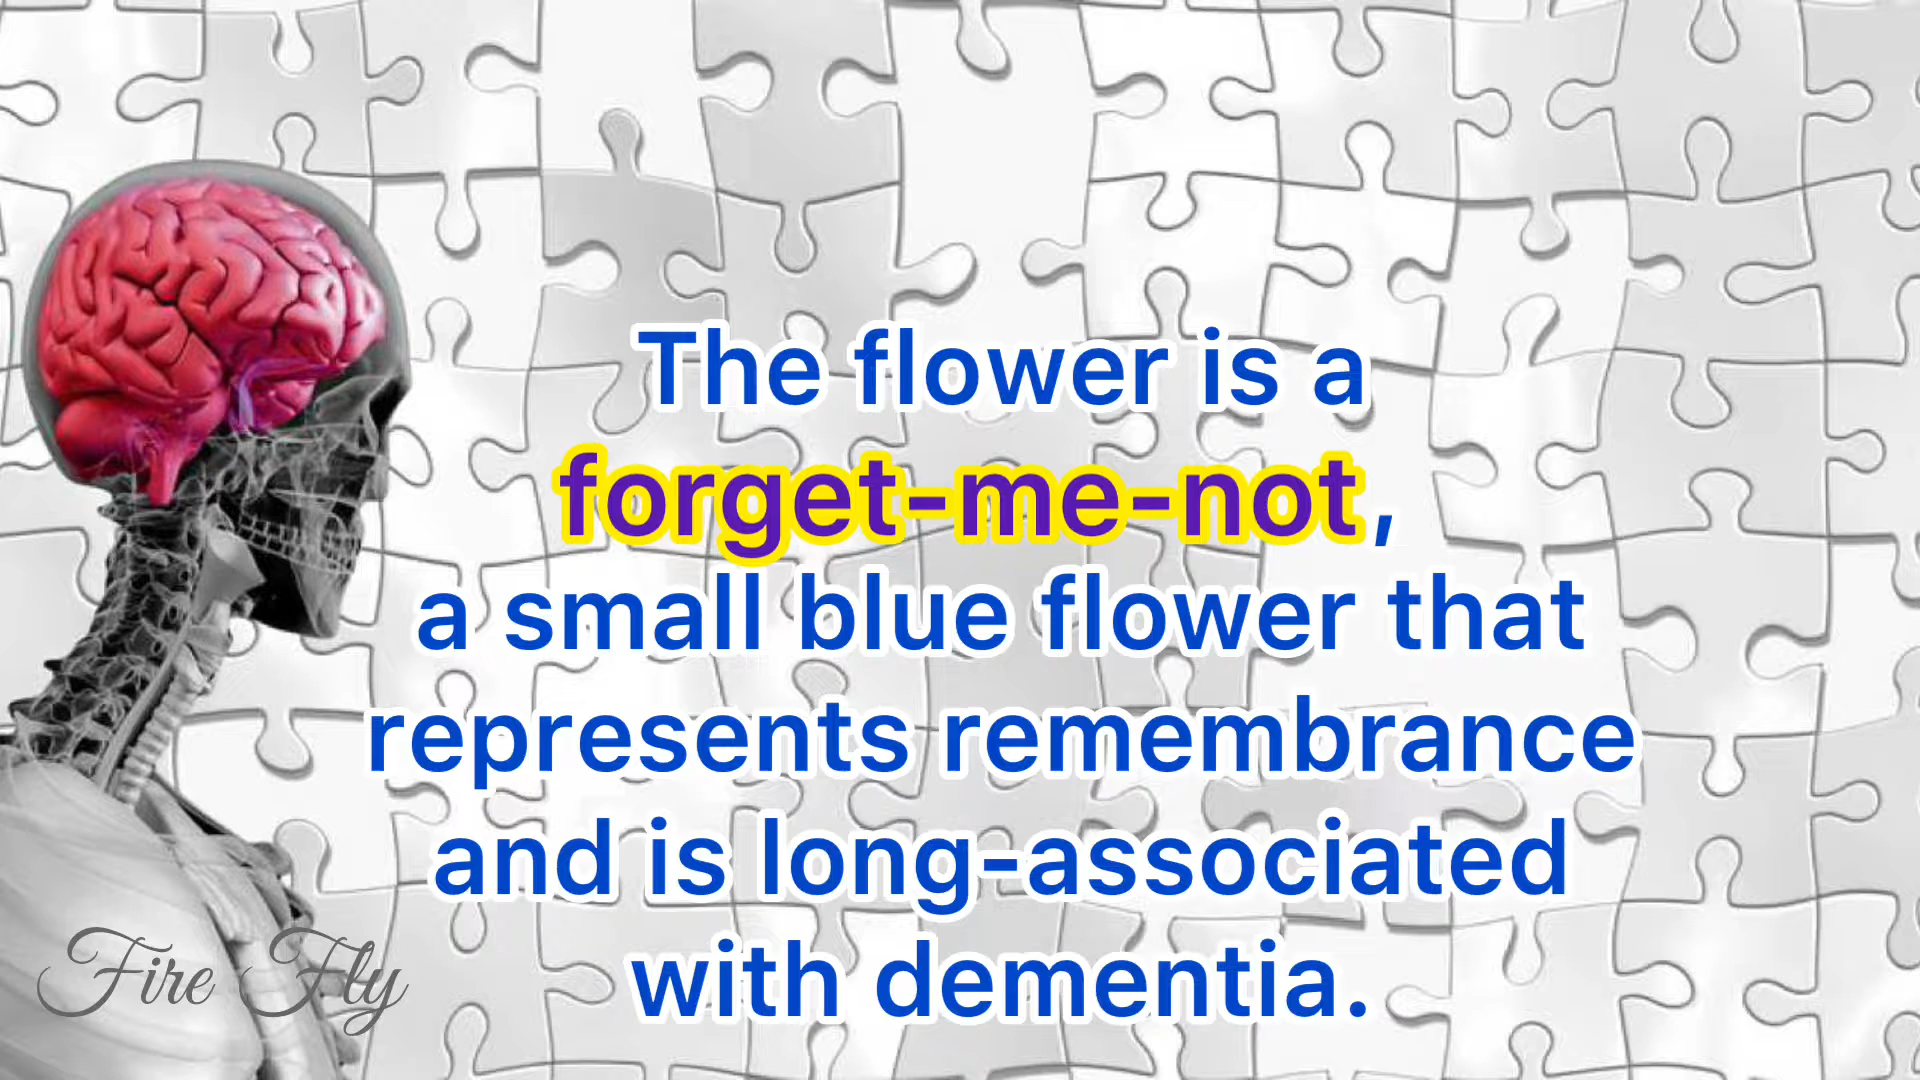 The flower is a
forget-me-not,
a small blue flower that
represents remembrance
and is long-associated
with dementia.
Fire Fly